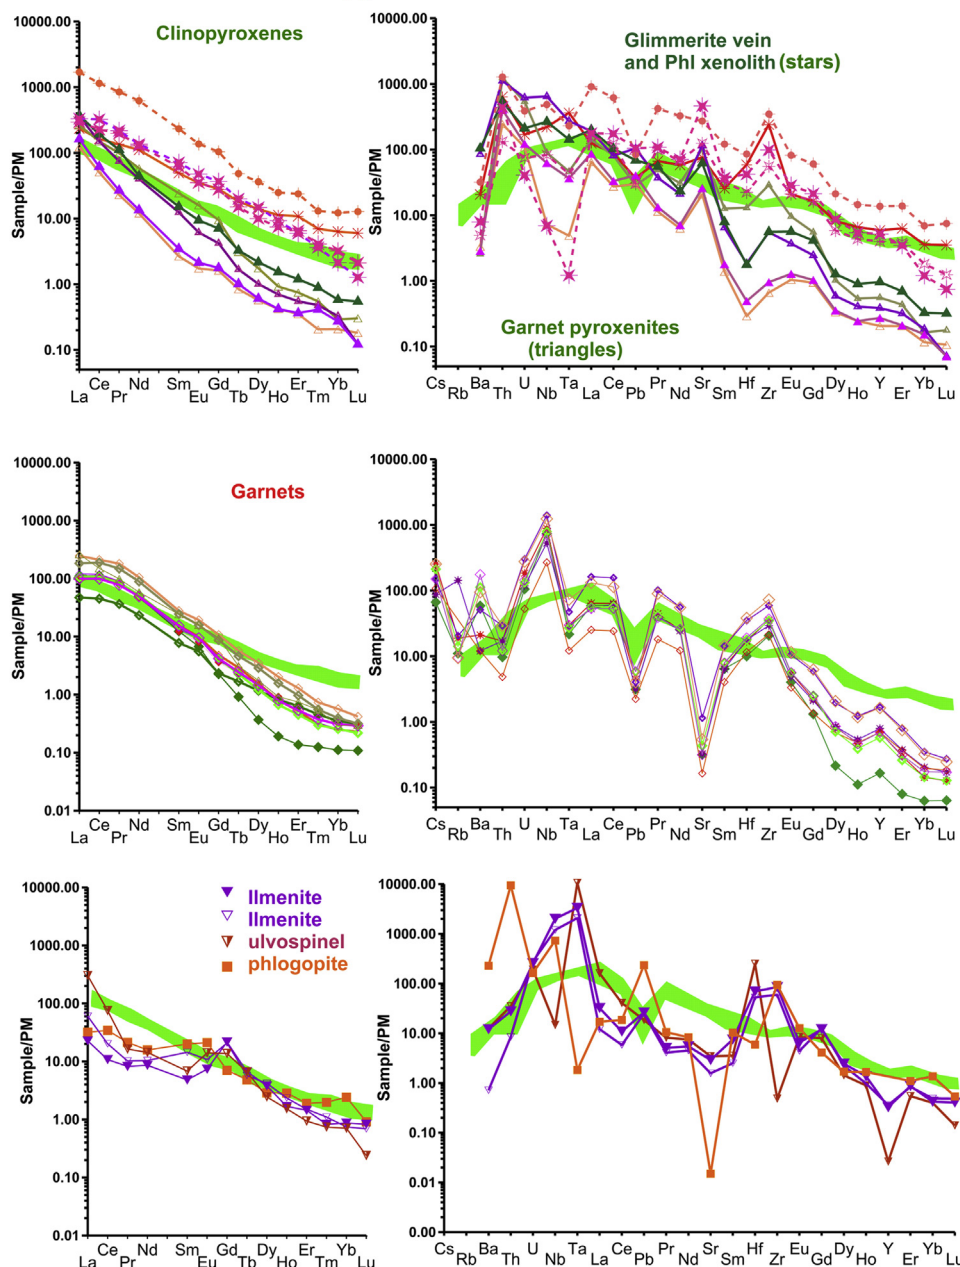 10000.00
1000.00
100.00
10.00
1.00
0.10
Sample/PM
Clinopyroxenes
La Ce Pr Nd Sm Eu Gd Tb Dy Ho Er Tm Yb Lu
10000.00
1000.00
100.00
10.00
1.00
0.10
Sample/PM
Glimmerite vein
and Phl xenolith (stars)
Garnet pyroxenites
(triangles)
Cs Rb Ba Th U Nb Ta La Ce Pb Pr Nd Sr Sm Hf Zr Eu Gd Dy Ho Y Er Yb Lu
10000.00
1000.00
100.00
10.00
1.00
0.10
0.01
Sample/PM
Garnets
La Ce Pr Nd Sm Eu Gd Tb Dy Ho Er Tm Yb Lu
10000.00
1000.00
100.00
10.00
1.00
0.10
Sample/PM
Cs Rb Ba Th U Nb Ta La Ce Pb Pr Nd Sr Sm Hf Zr Eu Gd Dy Ho Y Er Yb Lu
10000.00
1000.00
100.00
10.00
1.00
0.10
0.01
Sample/PM
Ilmenite
Ilmenite
ulvospinel
phlogopite
La Ce Pr Nd Sm Eu Gd Tb Dy Ho Er Tm Yb Lu
10000.00
1000.00
100.00
10.00
1.00
0.10
0.00
Sample/PM
Cs Rb Ba Th U Nb Ta La Ce Pb Pr Nd Sr Sm Hf Zr Eu Gd Dy Ho Y Er Yb Lu